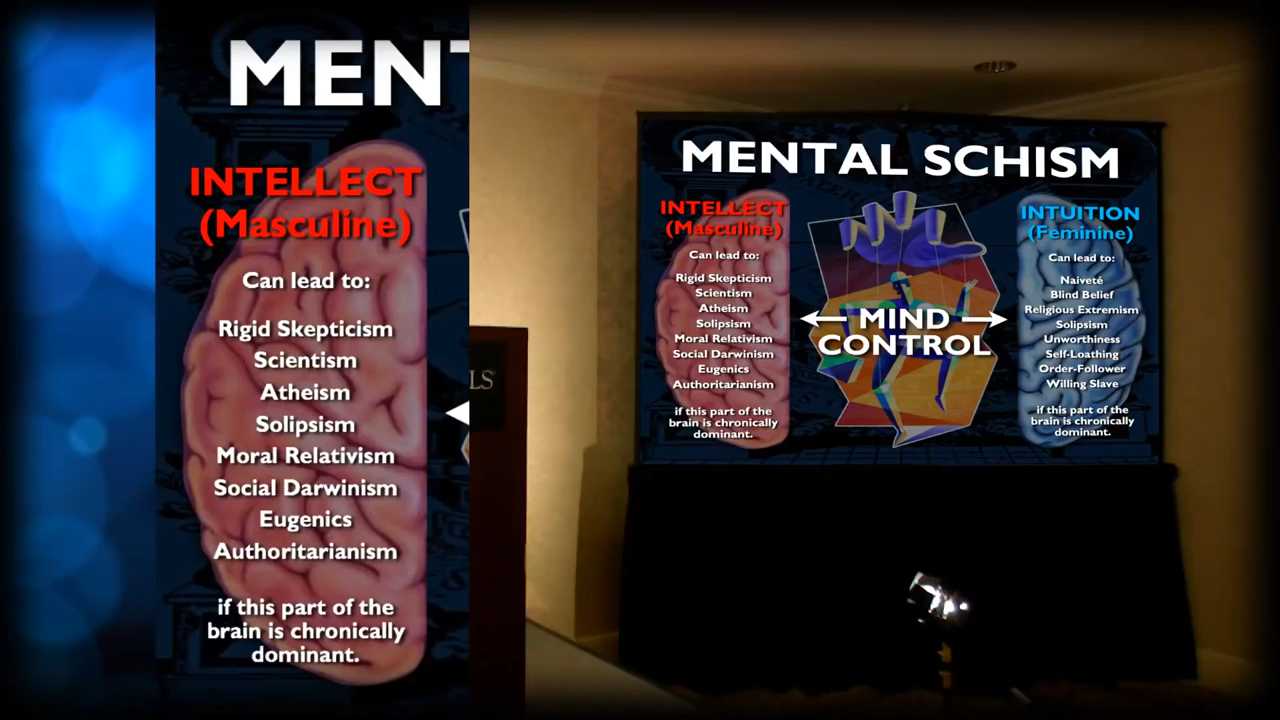 MENT
INTELLECT
(Masculine)
Can lead to:
Rigid Skepticism
Scientism
Atheism
Solipsism
Moral Relativism
Social Darwinism
Eugenics
Authoritarianism
if this part of the
brain is chronically
dominant.
LS
MENTAL SCHISM
INTELLECT
(Masculine)
Can lead to:
Rigid Skepticism
Scientism
Atheism
Solipsism
Moral Relativism
Social Darwinism
Eugenics
Authoritarianism
if this part of the
brain is chronically
dominant.
MIND
CONTROL
INTUITION
(Feminine)
Can lead to:
Naiveté
Blind Belief
Religious Extremism
Solipsism
Unworthiness
Self-Loathing
Order-Follower
Willing Slave
if this part of the
brain is chronically
dominant.